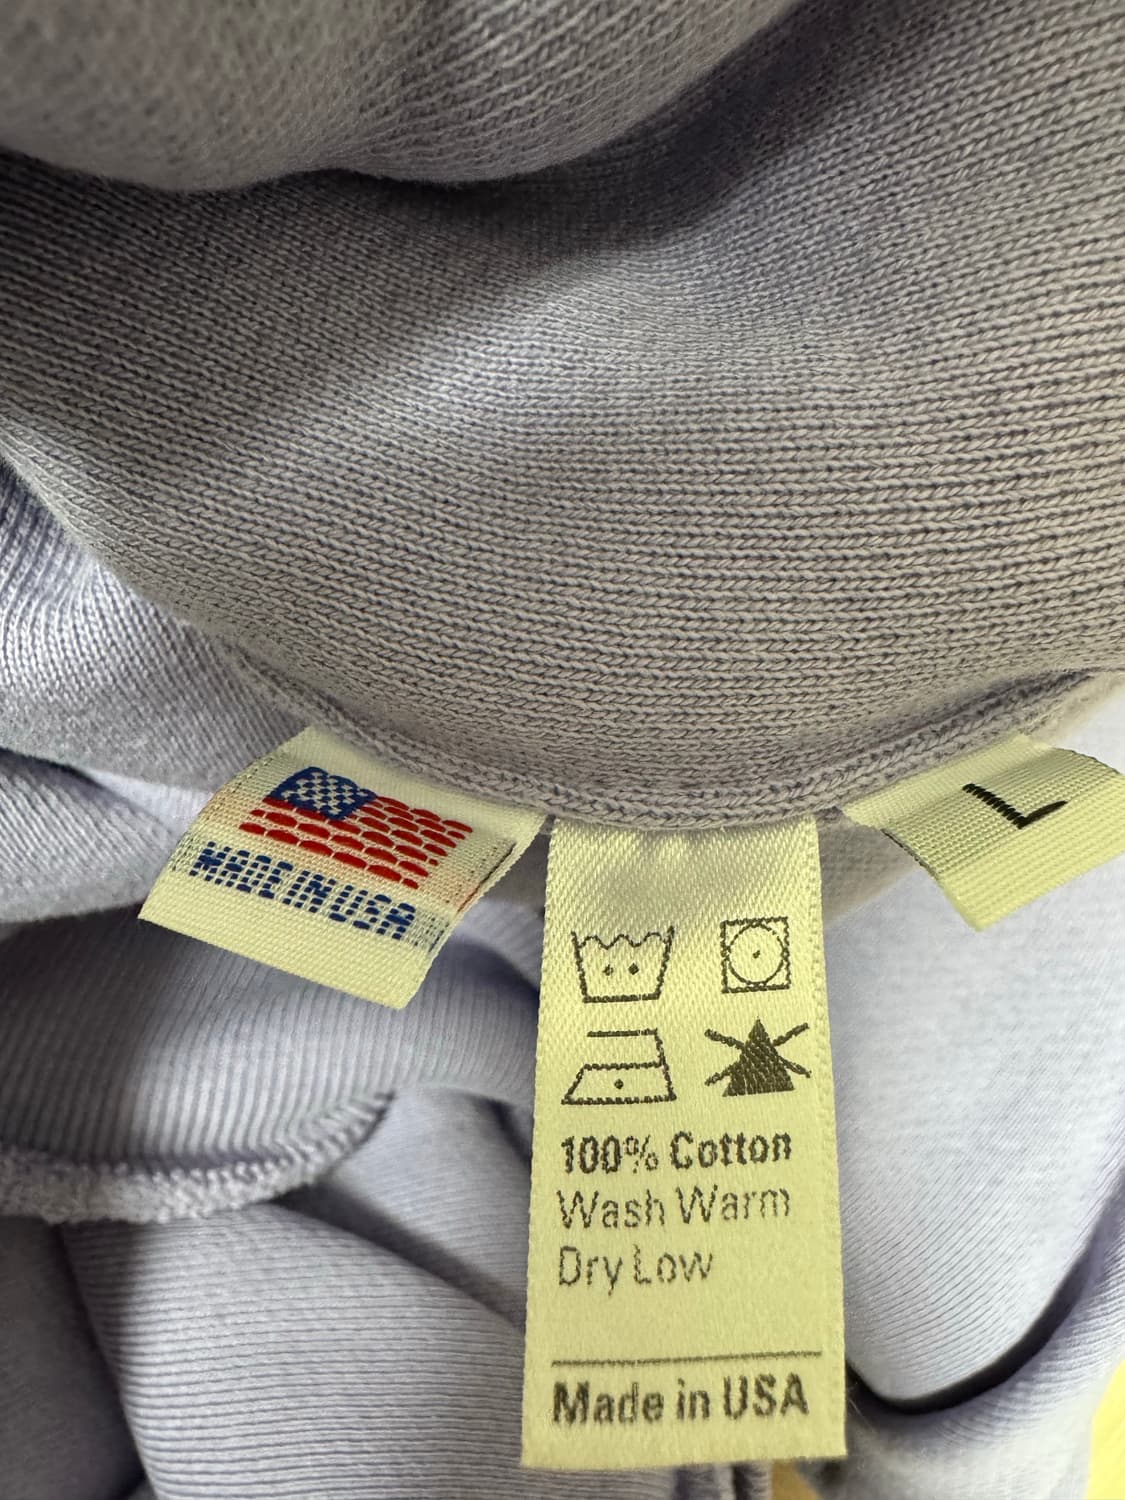 MADE IN USA
L
100% Cotton
Wash Warm
Dry Low
Made in USA